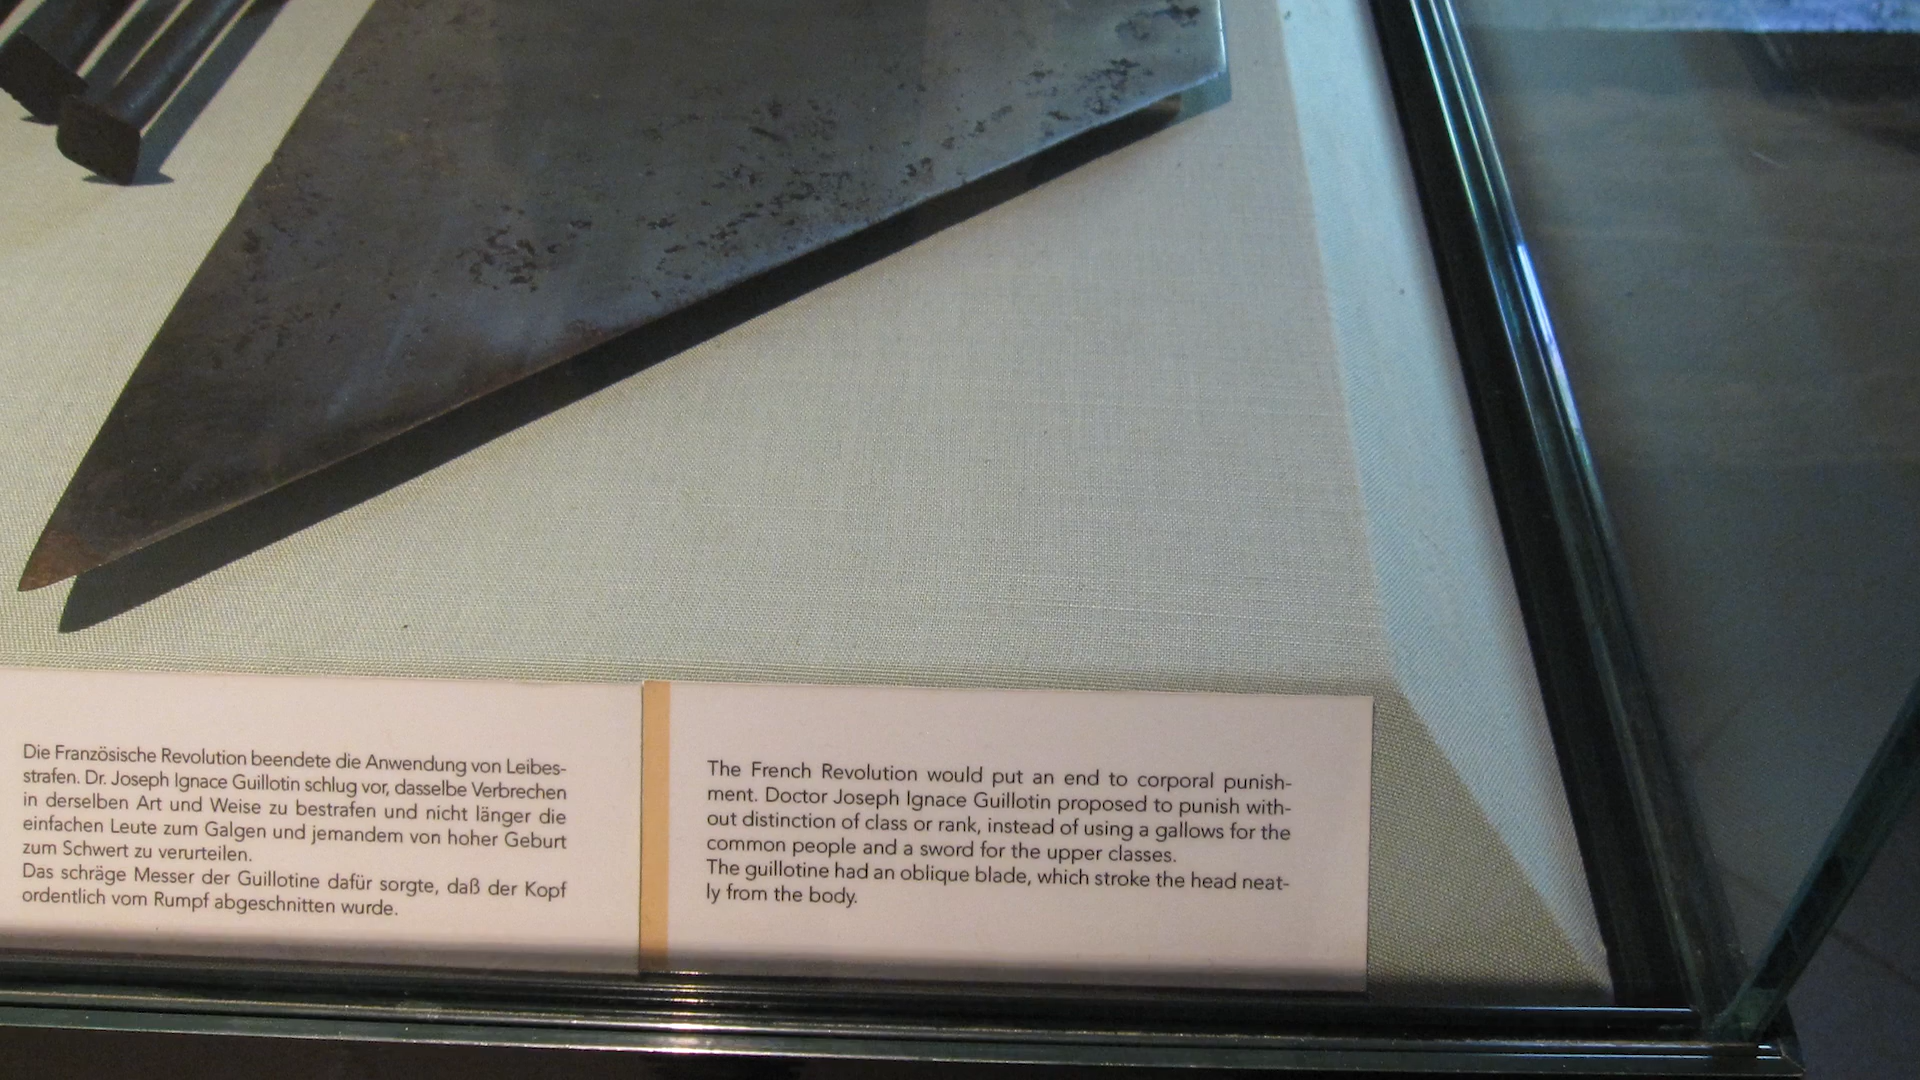 Die Französische Revolution beendete die Anwendung von Leibes-
strafen. Dr. Joseph Ignace Guillotin schlug vor, dasselbe Verbrechen
in derselben Art und Weise zu bestrafen und nicht länger die
einfachen Leute zum Galgen und jemandem von hoher Geburt
zum Schwert zu verurteilen.
Das schräge Messer der Guillotine dafür sorgte, daß der Kopf
ordentlich vom Rumpf abgeschnitten wurde.
The French Revolution would put an end to corporal punish-
ment. Doctor Joseph Ignace Guillotin proposed to punish with-
out distinction of class or rank, instead of using a gallows for the
common people and a sword for the upper classes.
The guillotine had an oblique blade, which stroke the head neat-
ly from the body.